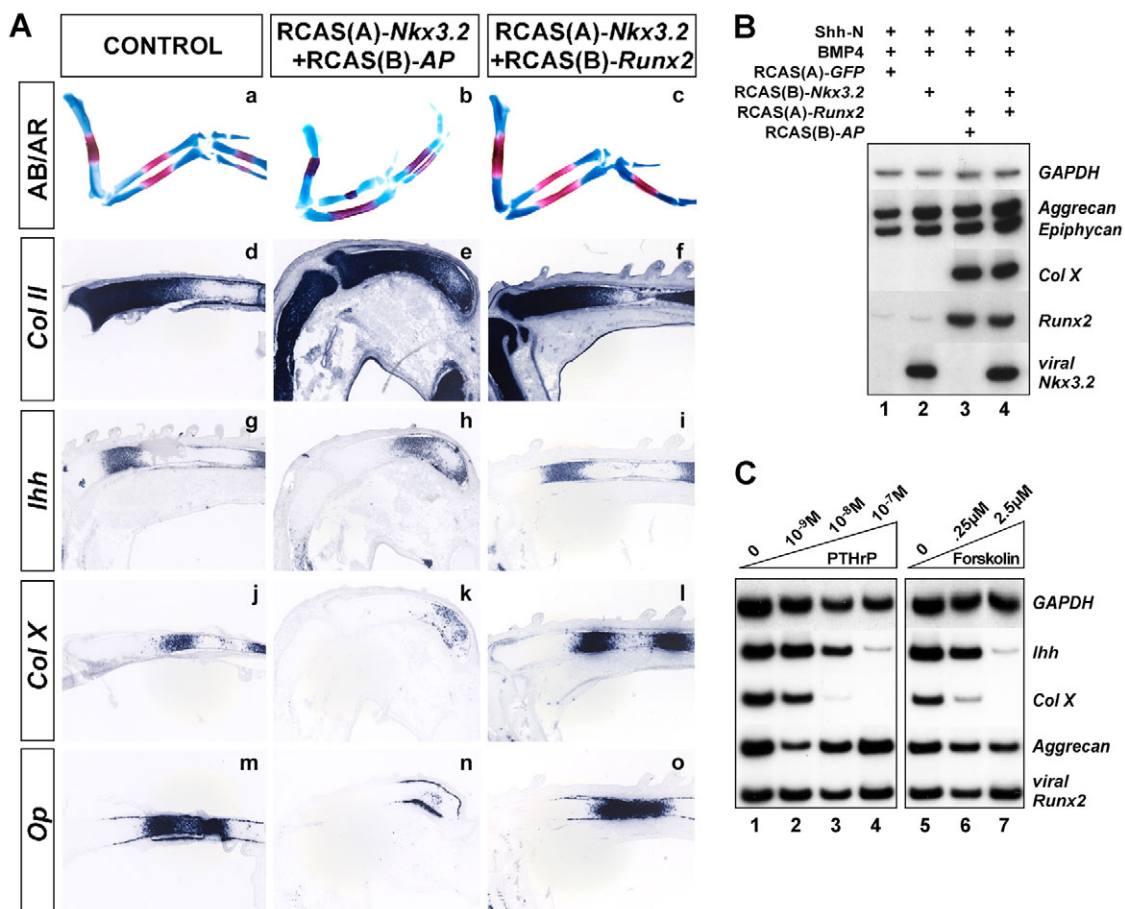 A
CONTROL
RCAS(A)-Nkx3.2
+RCAS(B)-AP
RCAS(A)-Nkx3.2
+RCAS(B)-Runx2
AB/AR
a
b
c
Col II
d
e
f
Ihh
g
h
i
Col X
j
k
l
Op
m
n
o
B
Shh-N + + + +
BMP4 + + + +
RCAS(A)-GFP +
RCAS(B)-Nkx3.2 + +
RCAS(A)-Runx2 + +
RCAS(B)-AP +
GAPDH
Aggrecan
Epiphycan
Col X
Runx2
viral
Nkx3.2
1 2 3 4
C
0 10⁻⁹M 10⁻⁸M 10⁻⁷M
PTHrP
0 .25µM 2.5µM
Forskolin
GAPDH
Ihh
Col X
Aggrecan
viral
Runx2
1 2 3 4 5 6 7